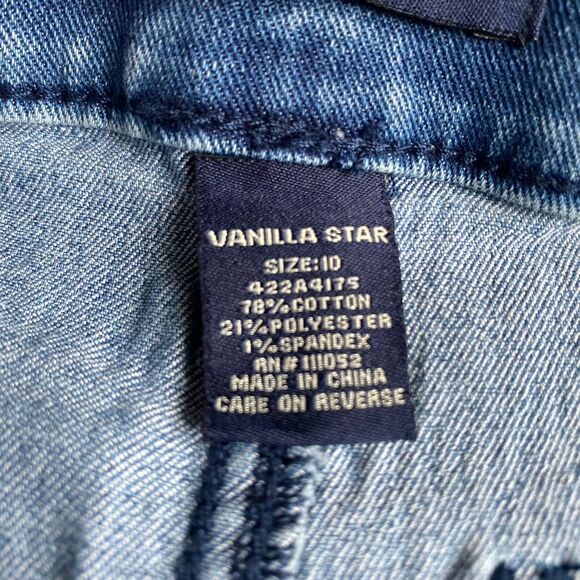 VANILLA STAR
SIZE:10
422A4175
78%COTTON
21%POLYESTER
1%SPANDEX
RN# 111052
MADE IN CHINA
CARE ON REVERSE